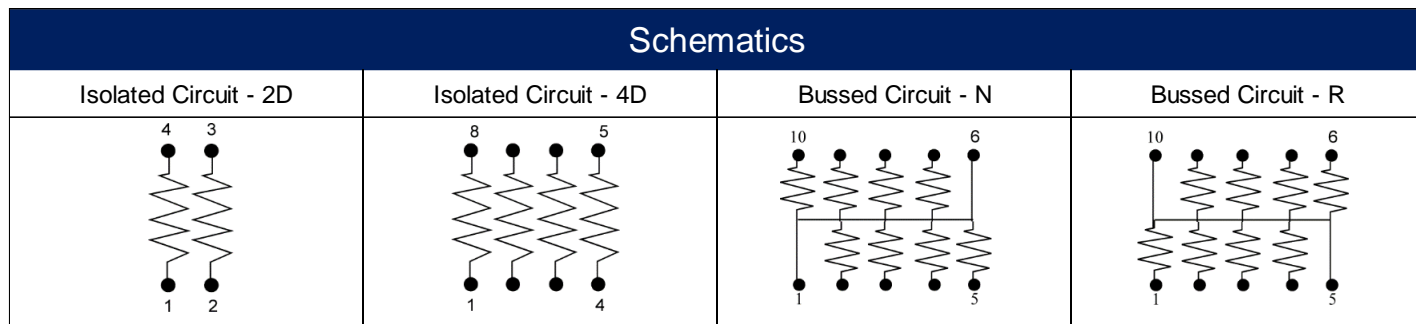 Schematics
Isolated Circuit - 2D Isolated Circuit - 4D Bussed Circuit - N Bussed Circuit - R
4 3 8 5 10 6 10 6
1 2 1 4 1 5 1 5